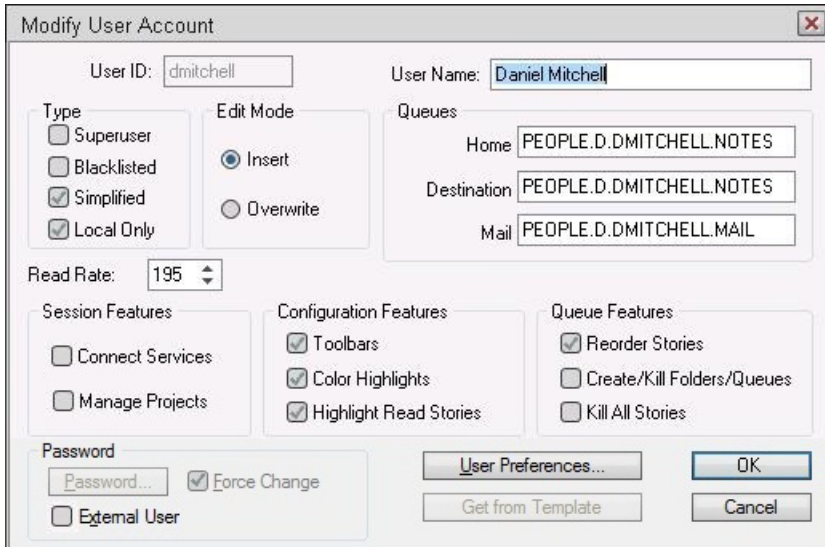 Modify User Account
User ID: dmitchell
User Name: Daniel Mitchell
Type
Superuser
Blacklisted
Simplified
Local Only
Edit Mode
Insert
Overwrite
Queues
Home PEOPLE.D.DMITCHELL.NOTES
Destination PEOPLE.D.DMITCHELL.NOTES
Mail PEOPLE.D.DMITCHELL.MAIL
Read Rate: 195
Session Features
Connect Services
Manage Projects
Configuration Features
Toolbars
Color Highlights
Highlight Read Stories
Queue Features
Reorder Stories
Create/Kill Folders/Queues
Kill All Stories
Password
Password... Force Change
External User
User Preferences...
Get from Template
OK
Cancel